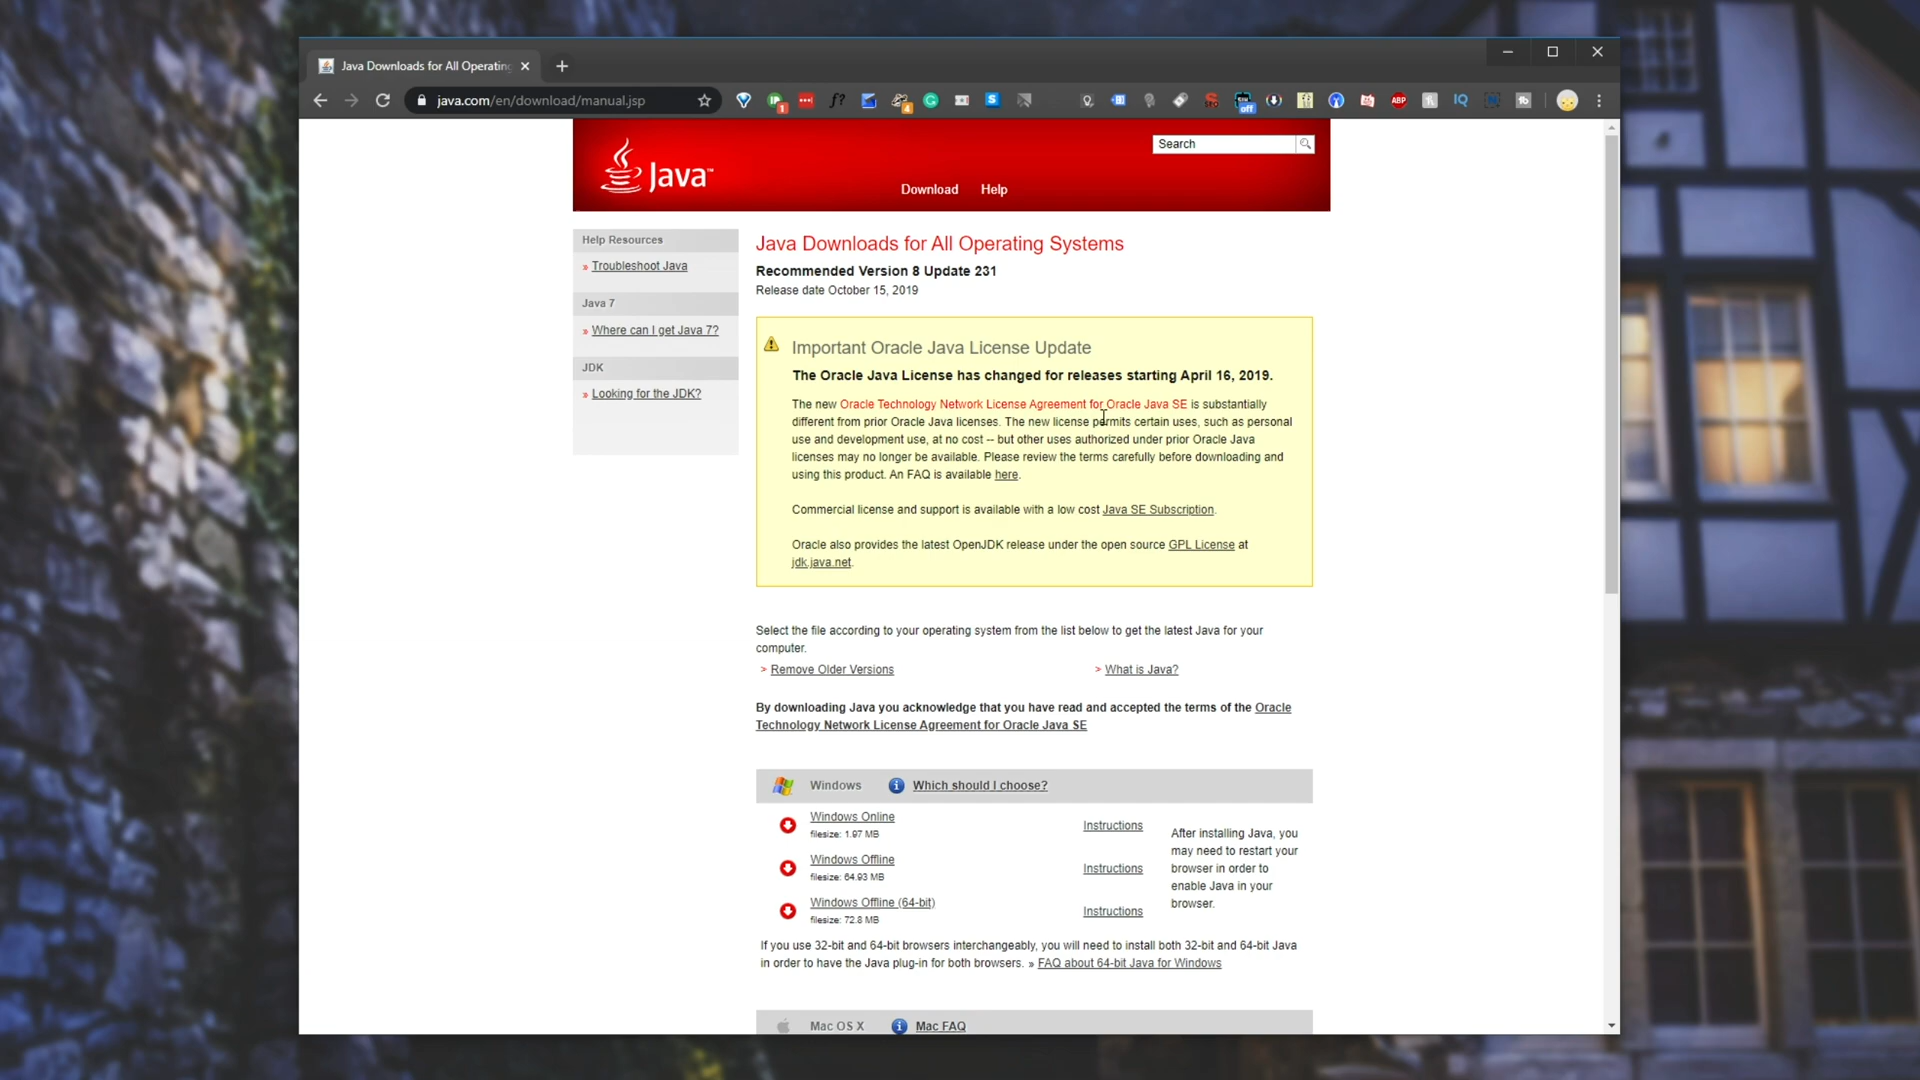 Java Downloads for All Operating
java.com/en/download/manual.jsp
f?
ABP
IQ
off
Java™
Search
Download Help
Help Resources
» Troubleshoot Java
Java 7
» Where can I get Java 7?
JDK
» Looking for the JDK?
Java Downloads for All Operating Systems
Recommended Version 8 Update 231
Release date October 15, 2019
Important Oracle Java License Update
The Oracle Java License has changed for releases starting April 16, 2019.
The new Oracle Technology Network License Agreement for Oracle Java SE is substantially
different from prior Oracle Java licenses. The new license permits certain uses, such as personal
use and development use, at no cost -- but other uses authorized under prior Oracle Java
licenses may no longer be available. Please review the terms carefully before downloading and
using this product. An FAQ is available here.
Commercial license and support is available with a low cost Java SE Subscription.
Oracle also provides the latest OpenJDK release under the open source GPL License at
jdk.java.net.
Select the file according to your operating system from the list below to get the latest Java for your
computer.
> Remove Older Versions > What is Java?
By downloading Java you acknowledge that you have read and accepted the terms of the Oracle
Technology Network License Agreement for Oracle Java SE
Windows Which should I choose?
Windows Online
filesize: 1.97 MB
Instructions
Windows Offline
filesize: 64.93 MB
Instructions
Windows Offline (64-bit)
filesize: 72.8 MB
Instructions
After installing Java, you
may need to restart your
browser in order to
enable Java in your
browser.
If you use 32-bit and 64-bit browsers interchangeably, you will need to install both 32-bit and 64-bit Java
in order to have the Java plug-in for both browsers. » FAQ about 64-bit Java for Windows
Mac OS X Mac FAQ